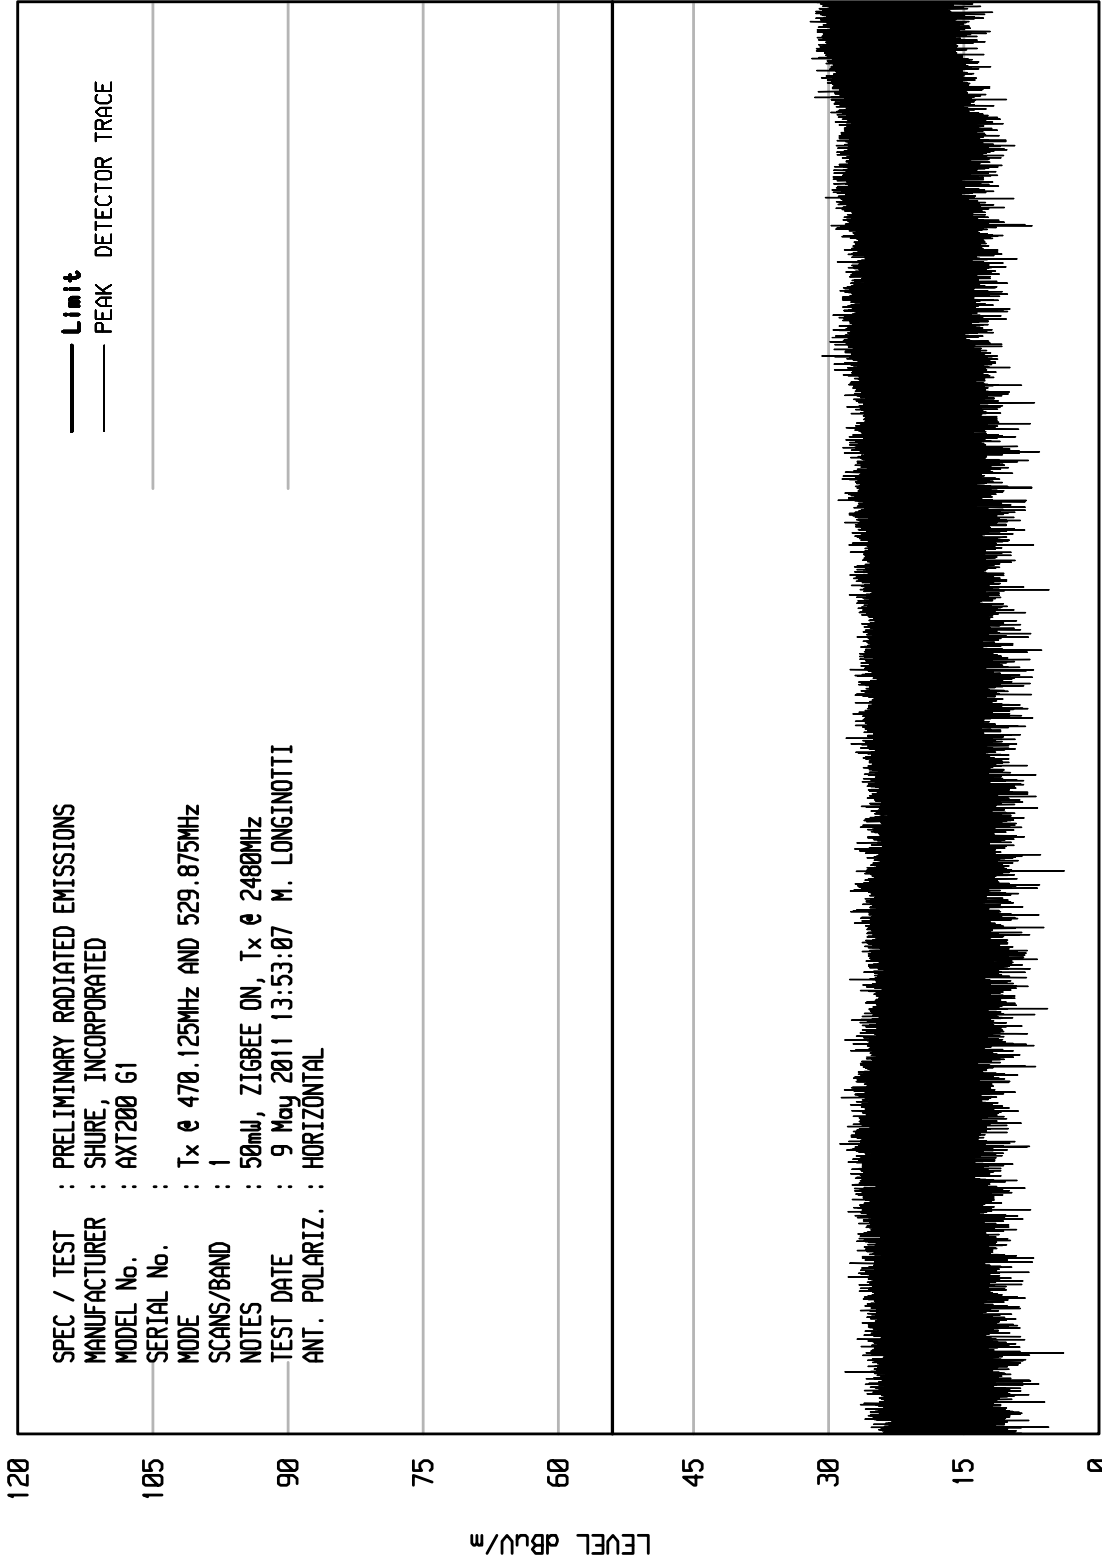 SPEC / TEST : PRELIMINARY RADIATED EMISSIONS
MANUFACTURER : SHURE, INCORPORATED
MODEL No. : AXT200 G1
SERIAL No. :
MODE : Tx @ 470.125MHz AND 529.875MHz
SCANS/BAND : 1
NOTES : 50mW, ZIGBEE ON, Tx @ 2480MHz
TEST DATE : 9 May 2011 13:53:07 M. LONGINOTTI
ANT. POLARIZ. : HORIZONTAL
Limit
PEAK DETECTOR TRACE
LEVEL dBuV/m
120
105
90
75
60
45
30
15
0